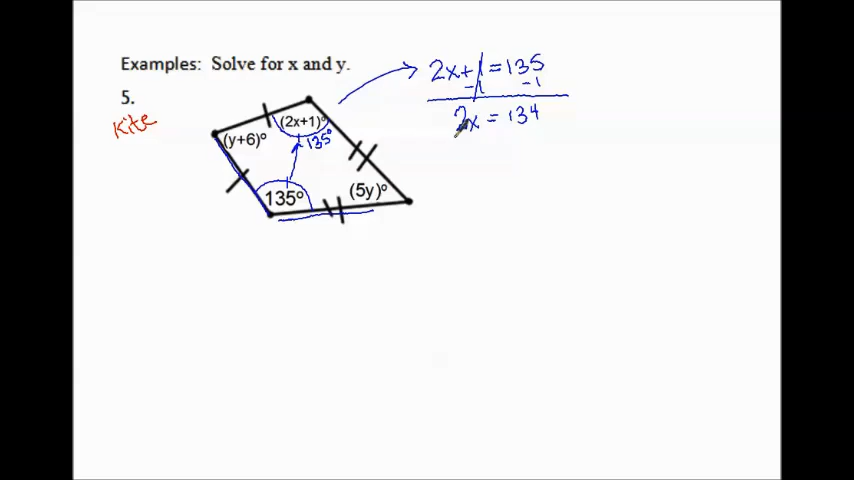 Examples: Solve for x and y.
5.
Kite
2x+1=135
-1 -1
2x = 134
(2x+1)°
135°
(y+6)°
135°
(5y)°